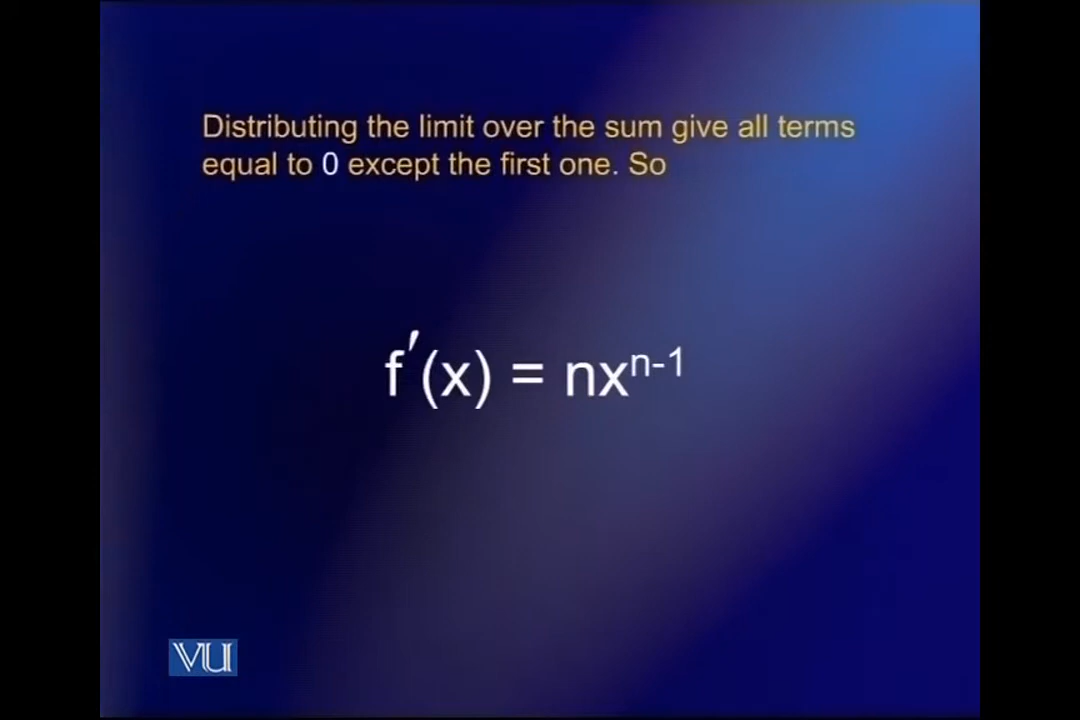 Distributing the limit over the sum give all terms
equal to 0 except the first one. So
f′(x) = nxⁿ⁻¹
VU